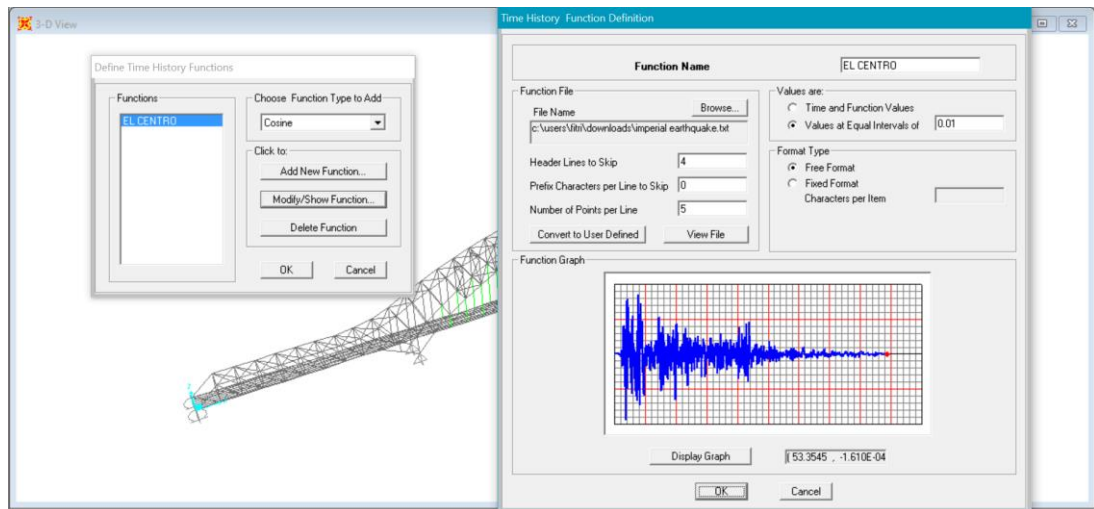 3-D View
Define Time History Functions
Functions
EL CENTRO
Choose Function Type to Add
Cosine
Click to:
Add New Function...
Modify/Show Function...
Delete Function
OK
Cancel
Time History Function Definition
Function Name
EL CENTRO
Function File
File Name
Browse...
c:\users\fitri\downloads\imperial earthquake.txt
Header Lines to Skip
4
Prefix Characters per Line to Skip
0
Number of Points per Line
5
Convert to User Defined
View File
Values are:
Time and Function Values
Values at Equal Intervals of
0.01
Format Type
Free Format
Fixed Format
Characters per Item
Function Graph
Display Graph
( 53.3545 , -1.610E-04
OK
Cancel